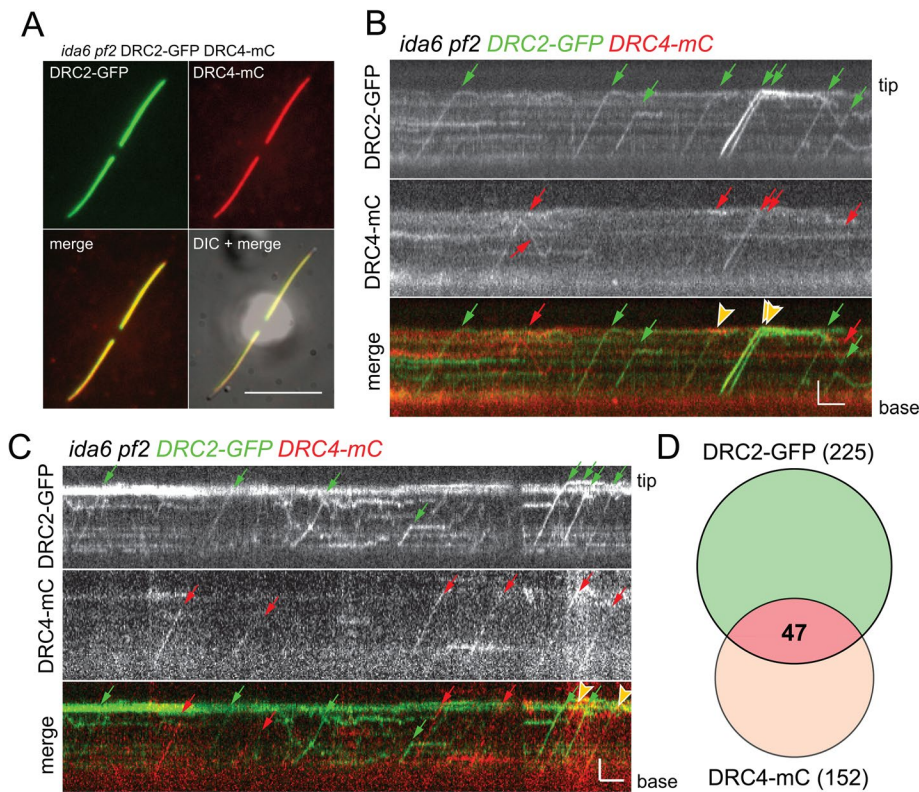 A
ida6 pf2 DRC2-GFP DRC4-mC
DRC2-GFP
DRC4-mC
merge
DIC + merge
B
ida6 pf2 DRC2-GFP DRC4-mC
DRC2-GFP
tip
DRC4-mC
merge
base
C
ida6 pf2 DRC2-GFP DRC4-mC
DRC2-GFP
tip
DRC4-mC
merge
base
D
DRC2-GFP (225)
47
DRC4-mC (152)